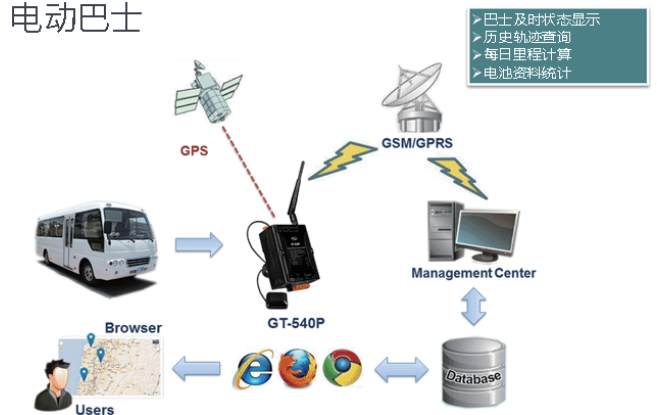 电动巴士
➢巴士及时状态显示
➢历史轨迹查询
➢每日里程计算
➢电池资料统计
GPS
GSM/GPRS
Management Center
GT-540P
Browser
Users
Database